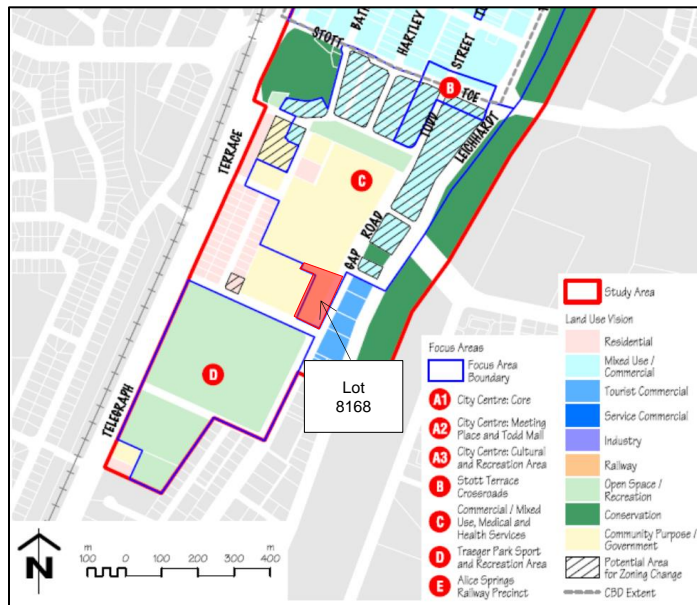 BATH
HARTLEY
STREET
STOTT
TCE
TODD
LEICHHARDT
TERRACE
GAP ROAD
TELEGRAPH
B
C
D
Lot
8168
Focus Areas
Focus Area
Boundary
A1 City Centre: Core
A2 City Centre: Meeting
Place and Todd Mall
A3 City Centre: Cultural
and Recreation Area
B Stott Terrace
Crossroads
C Commercial / Mixed
Use, Medical and
Health Services
D Traeger Park Sport
and Recreation Area
E Alice Springs
Railway Precinct
Study Area
Land Use Vision
Residential
Mixed Use /
Commercial
Tourist Commercial
Service Commercial
Industry
Railway
Open Space /
Recreation
Conservation
Community Purpose /
Government
Potential Area
for Zoning Change
CBD Extent
m m
100 0 100 200 300 400